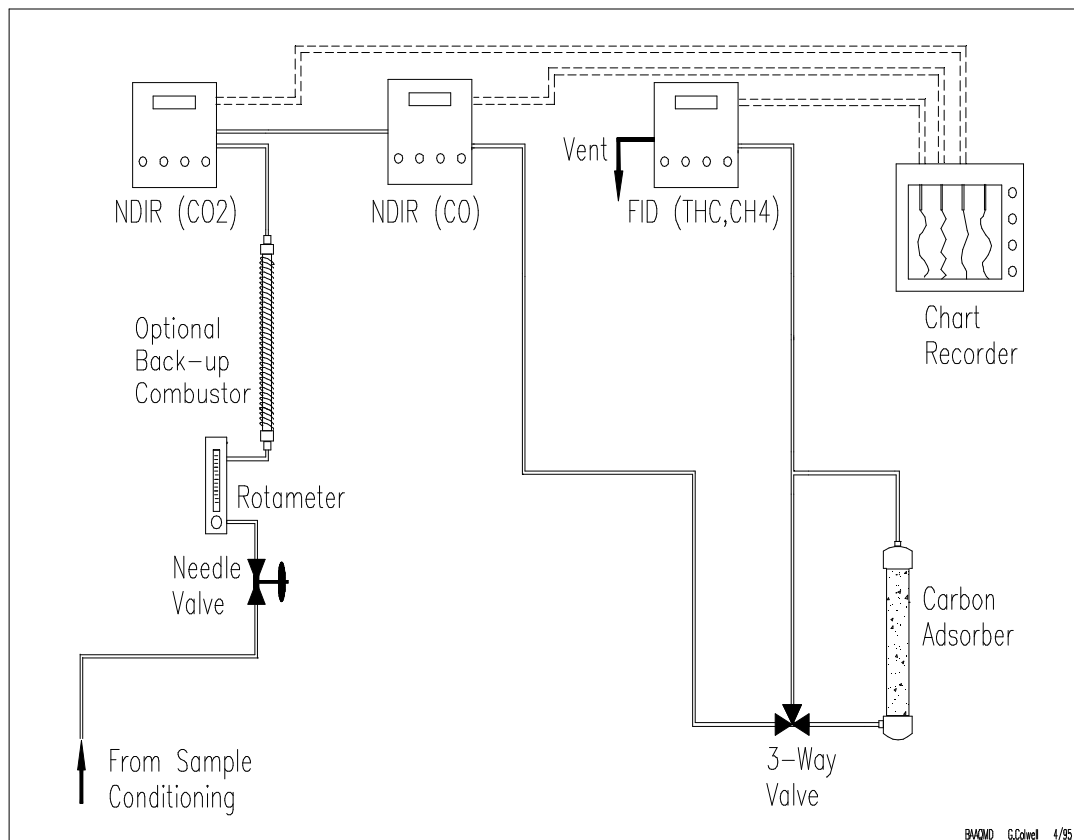 NDIR (CO2)
NDIR (CO)
Vent
FID (THC,CH4)
Chart
Recorder
Optional
Back-up
Combustor
Rotameter
Needle
Valve
Carbon
Adsorber
From Sample
Conditioning
3-Way
Valve
BAAQMD G.Colwell 4/95